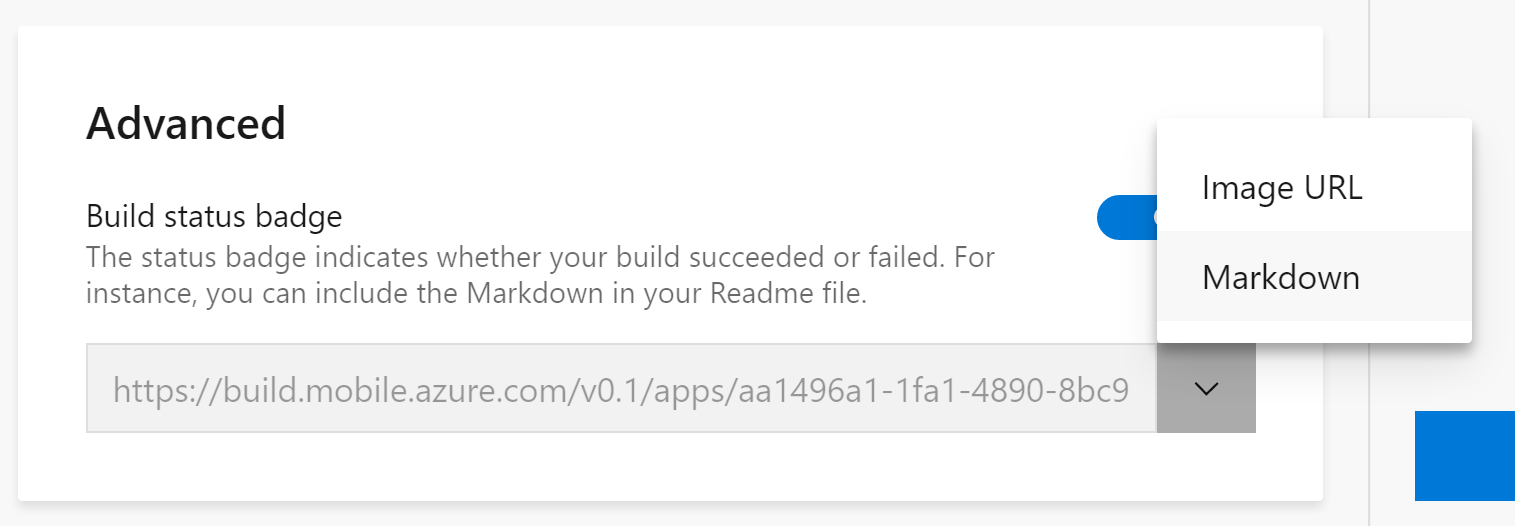 Advanced
Image URL
Build status badge
The status badge indicates whether your build succeeded or failed. For
instance, you can include the Markdown in your Readme file.
Markdown
https://build.mobile.azure.com/v0.1/apps/aa1496a1-1fa1-4890-8bc9